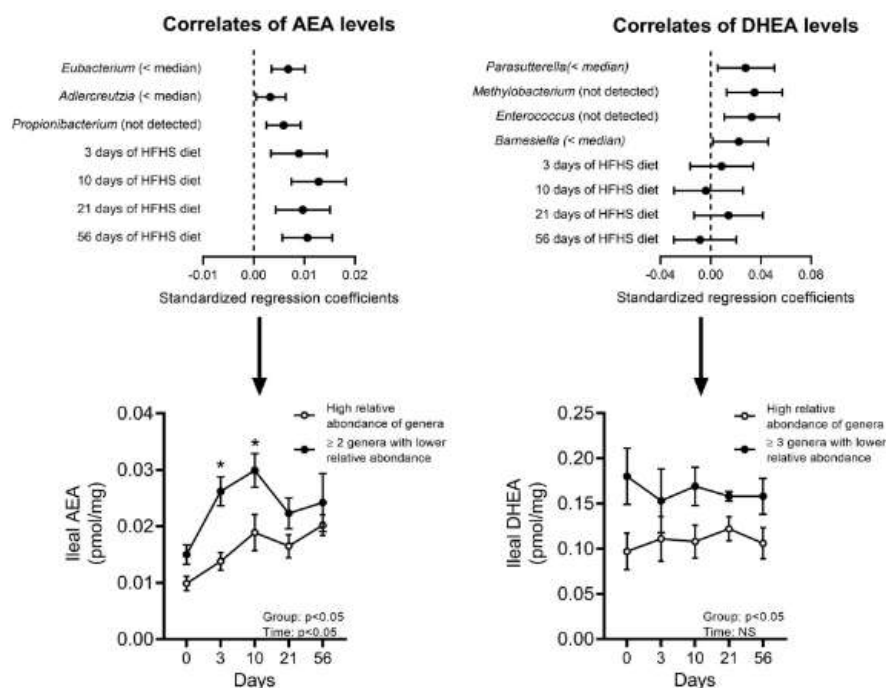 Correlates of AEA levels
Eubacterium (< median)
Adlercreutzia (< median)
Propionibacterium (not detected)
3 days of HFHS diet
10 days of HFHS diet
21 days of HFHS diet
56 days of HFHS diet
-0.01 0.00 0.01 0.02
Standardized regression coefficients
Correlates of DHEA levels
Parasutterella(< median)
Methylobacterium (not detected)
Enterococcus (not detected)
Barnesiella (< median)
3 days of HFHS diet
10 days of HFHS diet
21 days of HFHS diet
56 days of HFHS diet
-0.04 0.00 0.04 0.08
Standardized regression coefficients
High relative
abundance of genera
≥ 2 genera with lower
relative abundance
0.04
0.03
0.02
0.01
0.00
Ileal AEA
(pmol/mg)
* *
Group: p<0.05
Time: p<0.05
0 3 10 21 56
Days
High relative
abundance of genera
≥ 3 genera with lower
relative abundance
0.25
0.20
0.15
0.10
0.05
0.00
Ileal DHEA
(pmol/mg)
Group: p<0.05
Time: NS
0 3 10 21 56
Days